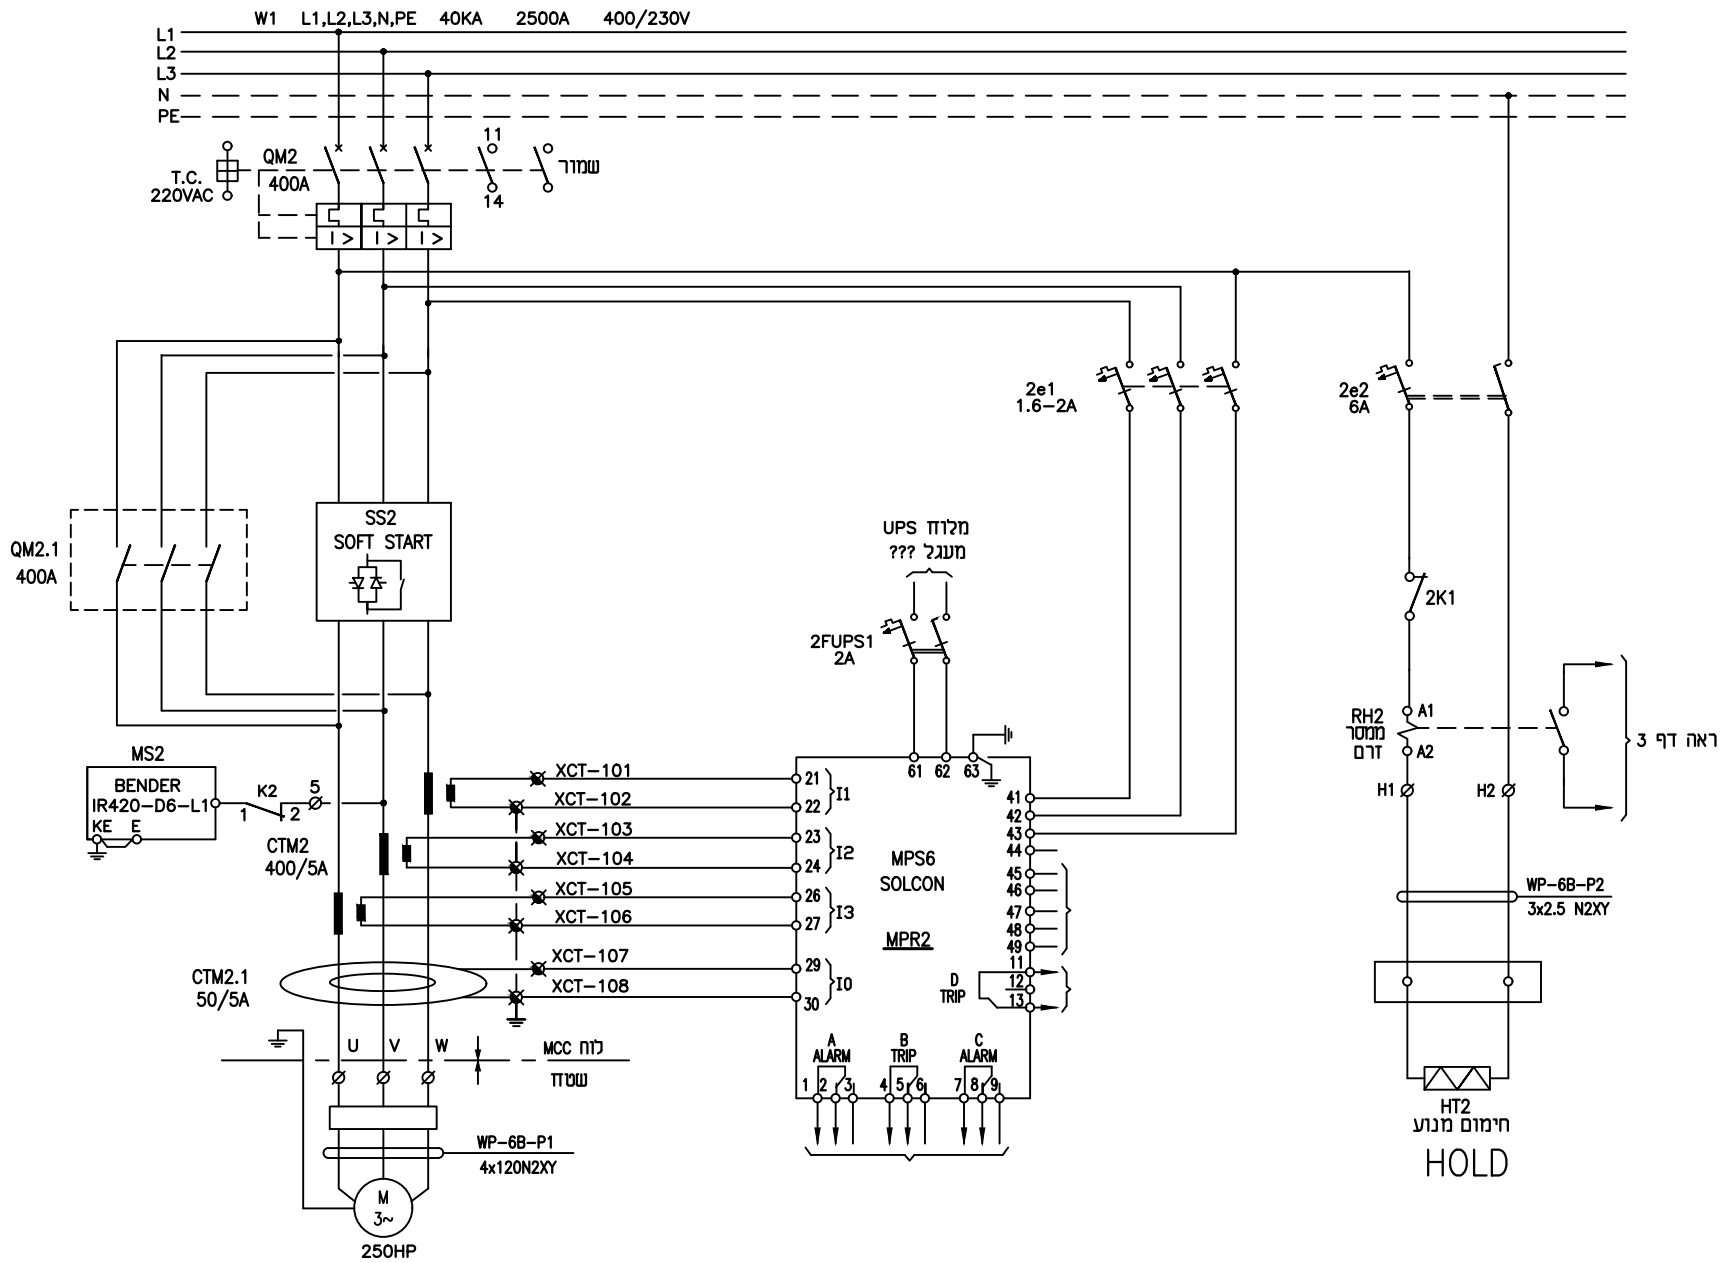 W1 L1,L2,L3,N,PE 40KA 2500A 400/230V
L1
L2
L3
N
PE
T.C.
220VAC
QM2
400A
11
14
שמור
2e1
1.6-2A
2e2
6A
QM2.1
400A
SS2
SOFT START
מלוח UPS
מעגל ???
2FUPS1
2A
2K1
RH2
ממסר
זרם
A1
A2
H1
H2
ראה דף 3
MS2
BENDER
IR420-D6-L1
KE E
K2
1 2
5
CTM2
400/5A
CTM2.1
50/5A
XCT-101
XCT-102
XCT-103
XCT-104
XCT-105
XCT-106
XCT-107
XCT-108
21
22
I1
23
24
I2
26
27
I3
29
30
I0
61 62 63
MPS6
SOLCON
MPR2
41
42
43
44
45
46
47
48
49
11
12
13
D
TRIP
A
ALARM
B
TRIP
C
ALARM
1 2 3 4 5 6 7 8 9
U V W
לוח MCC
שטח
WP-6B-P1
4x120N2XY
M
3~
250HP
WP-6B-P2
3x2.5 N2XY
HT2
חימום מנוע
HOLD